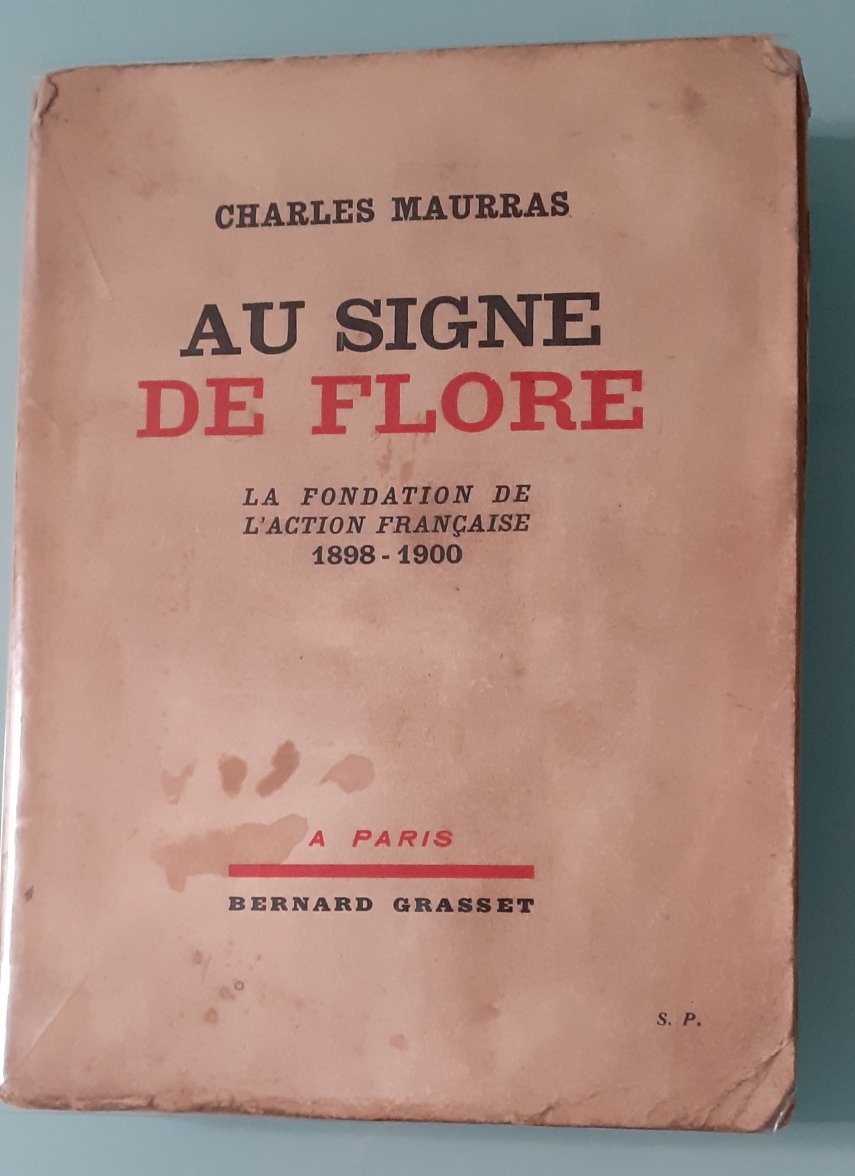 CHARLES MAURRAS
AU SIGNE
DE FLORE
LA FONDATION DE
L'ACTION FRANÇAISE
1898 - 1900
A PARIS
BERNARD GRASSET
S. P.